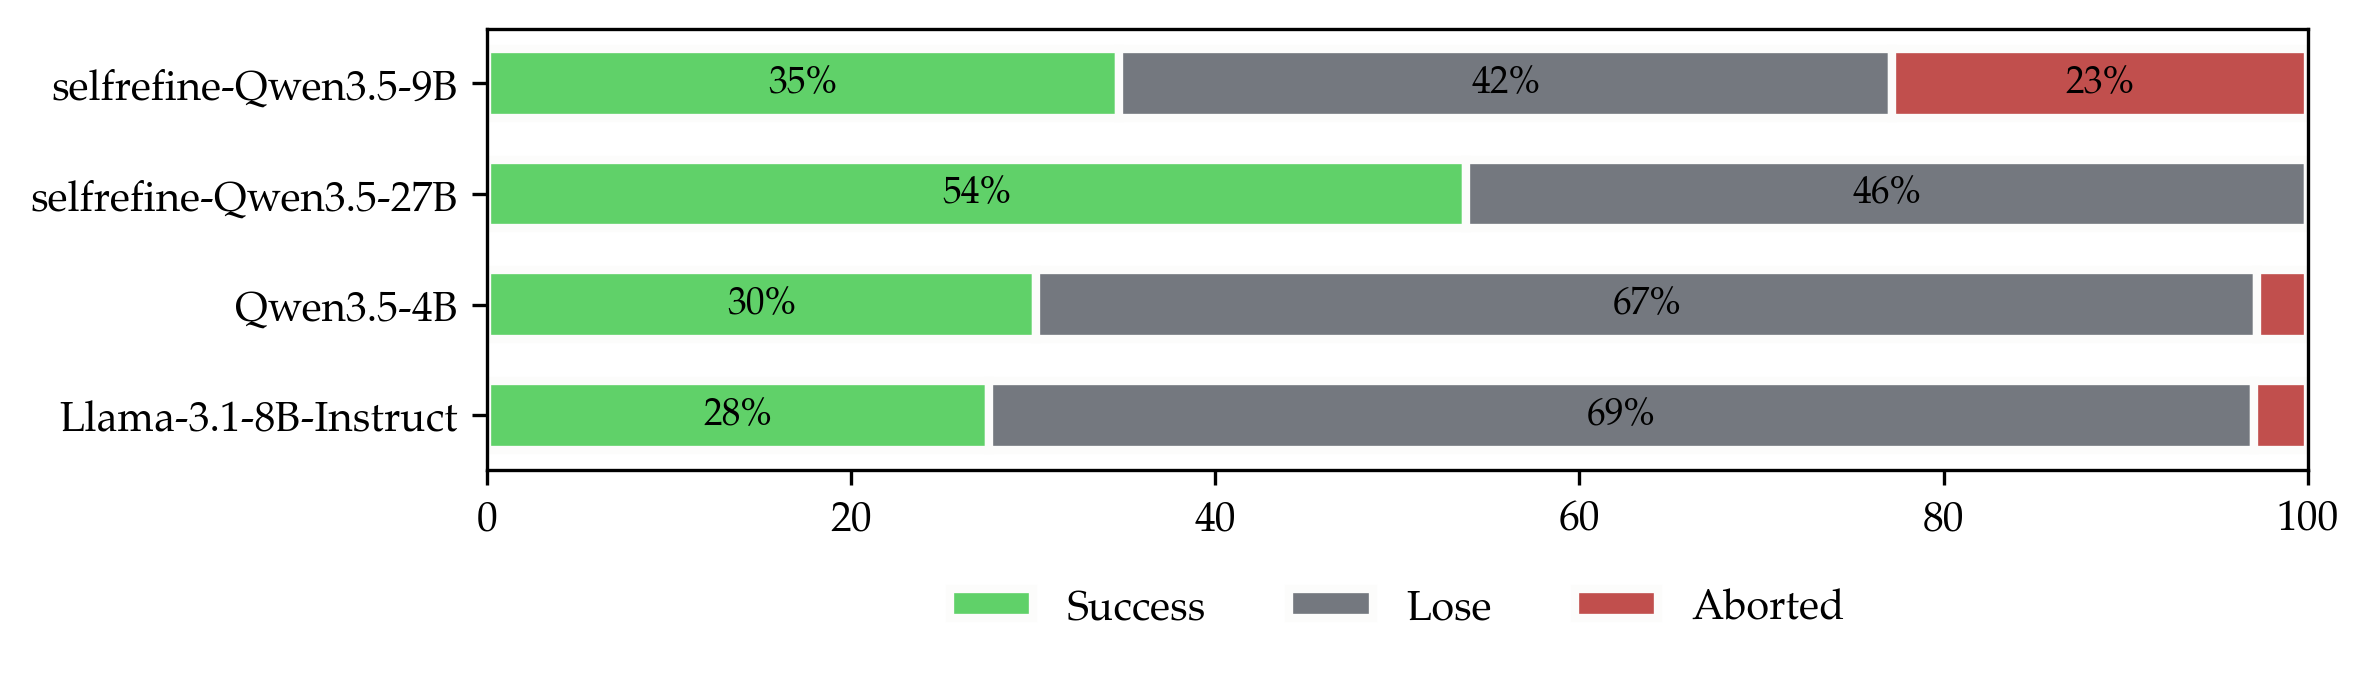 selfrefine-Qwen3.5-9B 35% 42% 23%
selfrefine-Qwen3.5-27B 54% 46%
Qwen3.5-4B 30% 67%
Llama-3.1-8B-Instruct 28% 69%
0 20 40 60 80 100
Success Lose Aborted